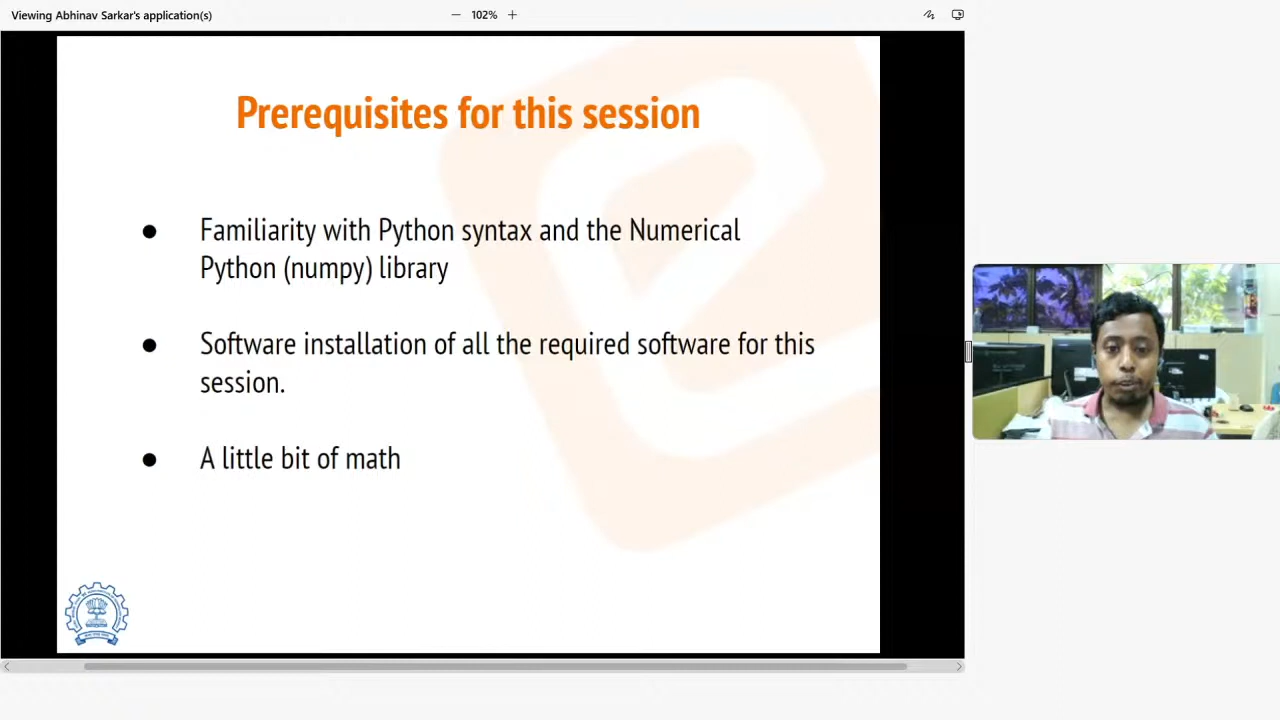 Viewing Abhinav Sarkar's application(s)
102%
Prerequisites for this session
● Familiarity with Python syntax and the Numerical
Python (numpy) library
● Software installation of all the required software for this
session.
● A little bit of math